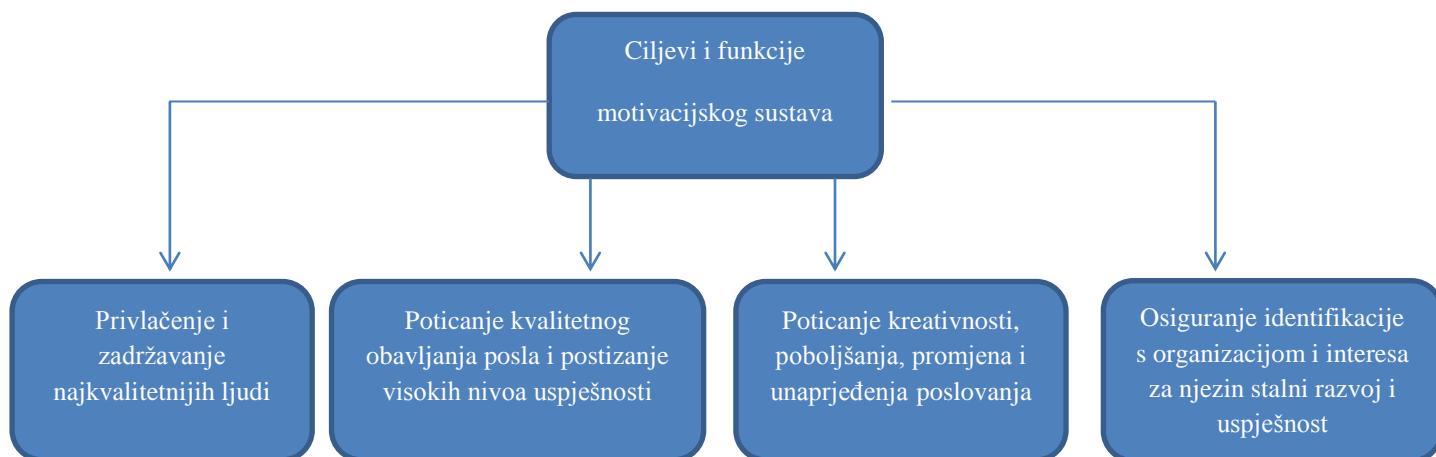 Ciljevi i funkcije
motivacijskog sustava
Privlačenje i
zadržavanje
najkvalitetnijih ljudi
Poticanje kvalitetnog
obavljanja posla i postizanje
visokih nivoa uspješnosti
Poticanje kreativnosti,
poboljšanja, promjena i
unaprjeđenja poslovanja
Osiguranje identifikacije
s organizacijom i interesa
za njezin stalni razvoj i
uspješnost